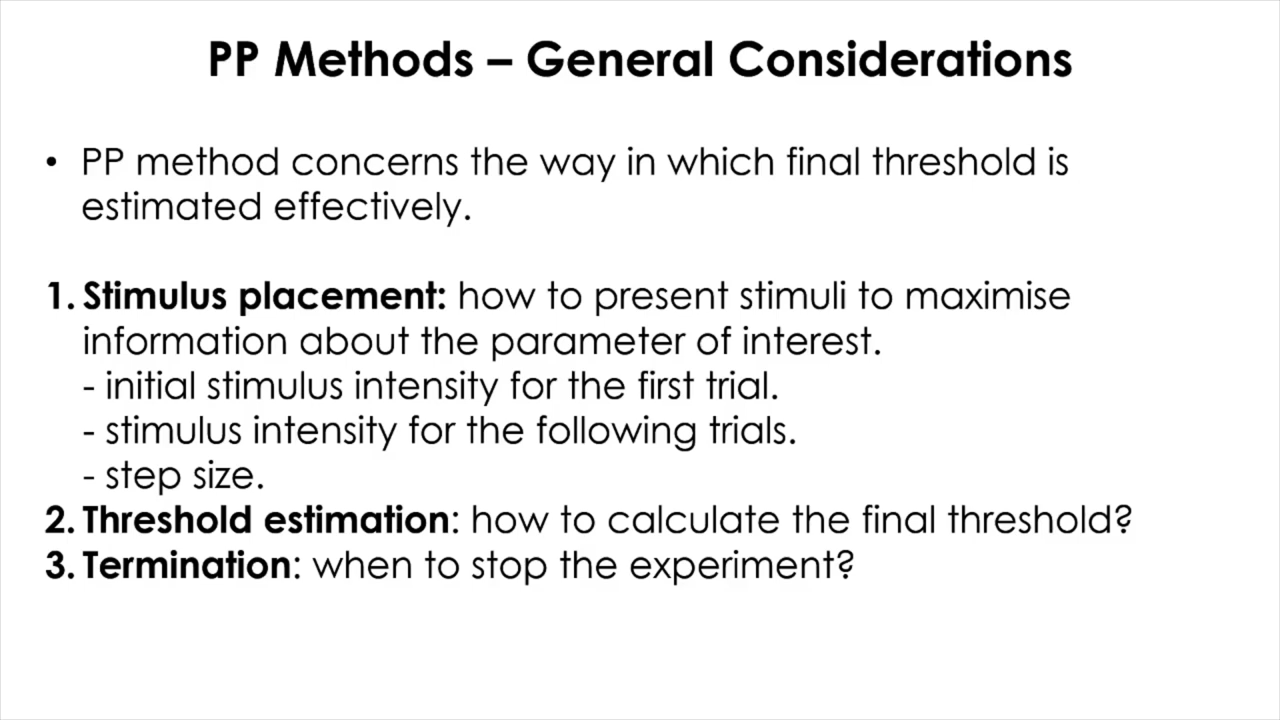 PP Methods – General Considerations
• PP method concerns the way in which final threshold is
estimated effectively.
1. Stimulus placement: how to present stimuli to maximise
information about the parameter of interest.
- initial stimulus intensity for the first trial.
- stimulus intensity for the following trials.
- step size.
2. Threshold estimation: how to calculate the final threshold?
3. Termination: when to stop the experiment?